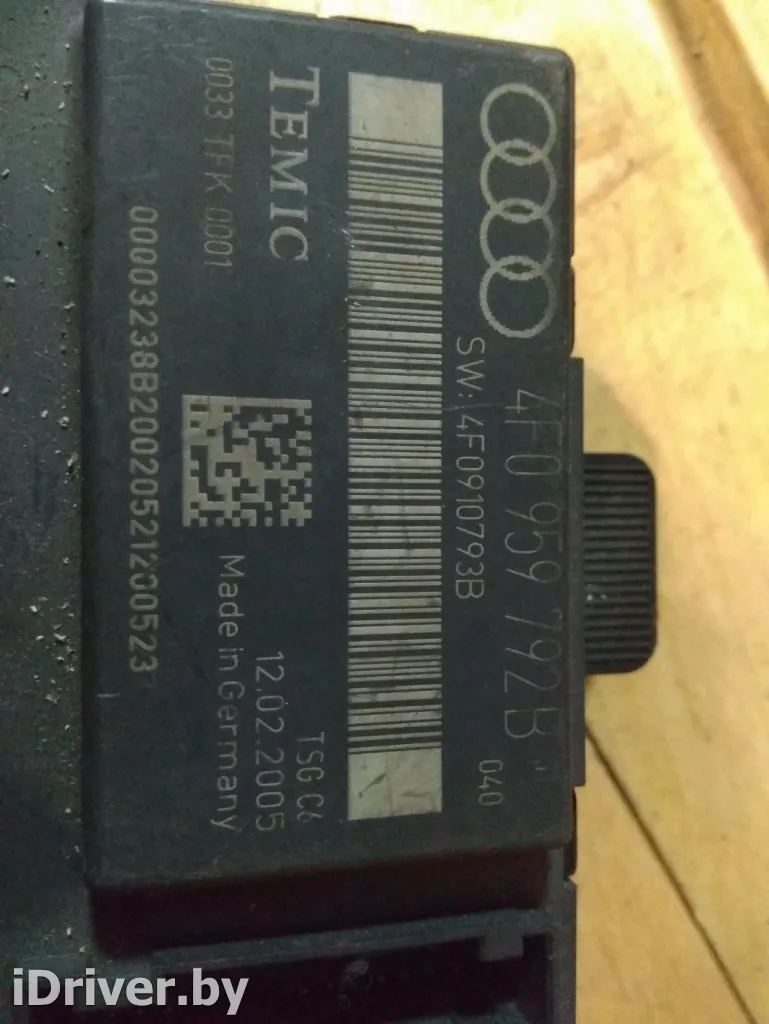 4F0 959 792 B
SW: 4F0910793B
040
TEMIC
TSG C6
0033 TFK 0001
12.02.2005
Made in Germany
00003238B20020521200523
iDriver.by